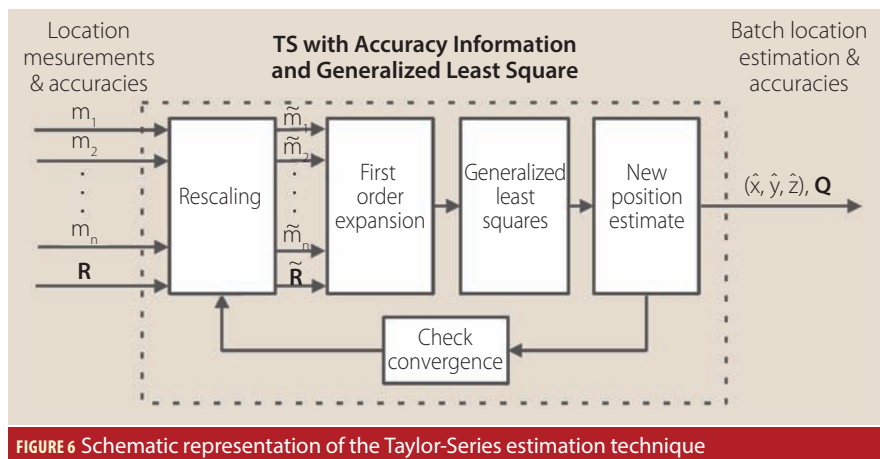 Location
mesurements
& accuracies
TS with Accuracy Information
and Generalized Least Square
Batch location
estimation &
accuracies
m₁
m₂
.
.
.
mₙ
R
Rescaling
m̃₁
m̃₂
.
.
.
m̃ₙ
R̃
First
order
expansion
Generalized
least
squares
New
position
estimate
(x̂, ŷ, ẑ), Q
Check
convergence
FIGURE 6 Schematic representation of the Taylor-Series estimation technique